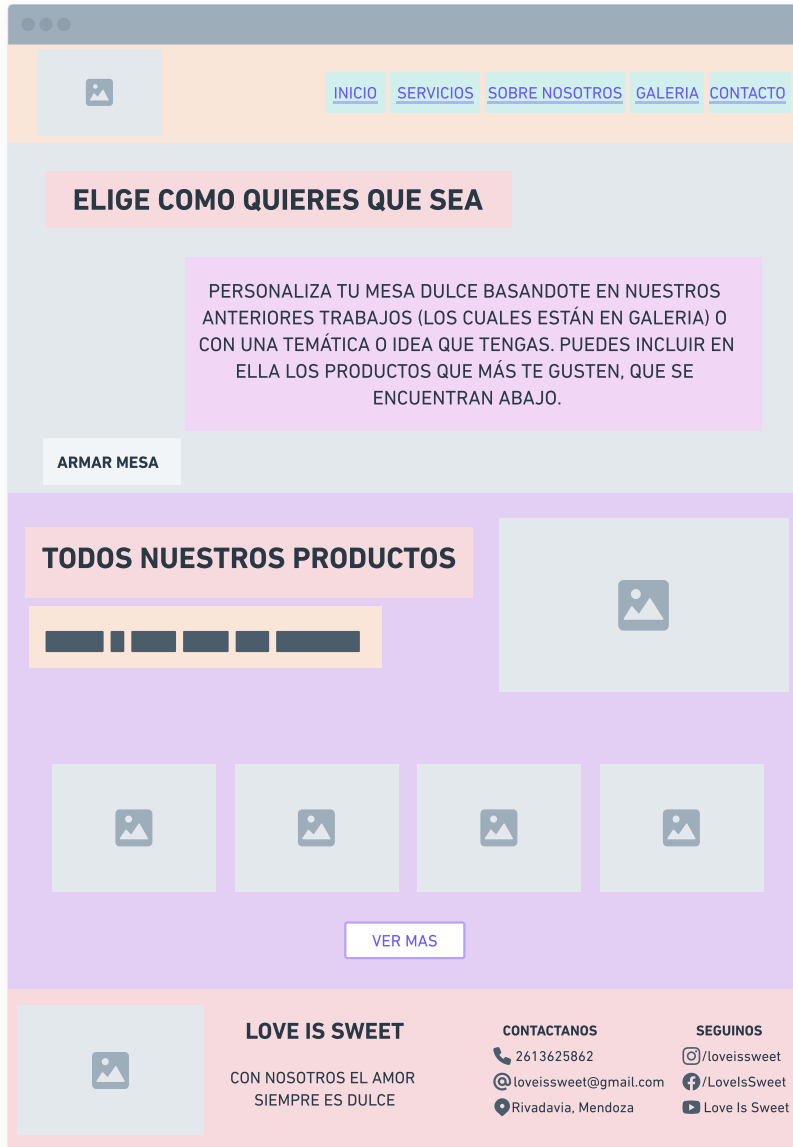 INICIO SERVICIOS SOBRE NOSOTROS GALERIA CONTACTO
ELIGE COMO QUIERES QUE SEA
PERSONALIZA TU MESA DULCE BASANDOTE EN NUESTROS
ANTERIORES TRABAJOS (LOS CUALES ESTÁN EN GALERIA) O
CON UNA TEMÁTICA O IDEA QUE TENGAS. PUEDES INCLUIR EN
ELLA LOS PRODUCTOS QUE MÁS TE GUSTEN, QUE SE
ENCUENTRAN ABAJO.
ARMAR MESA
TODOS NUESTROS PRODUCTOS
VER MAS
LOVE IS SWEET
CON NOSOTROS EL AMOR
SIEMPRE ES DULCE
CONTACTANOS
2613625862
loveissweet@gmail.com
Rivadavia, Mendoza
SEGUINOS
/loveissweet
/LoveIsSweet
Love Is Sweet